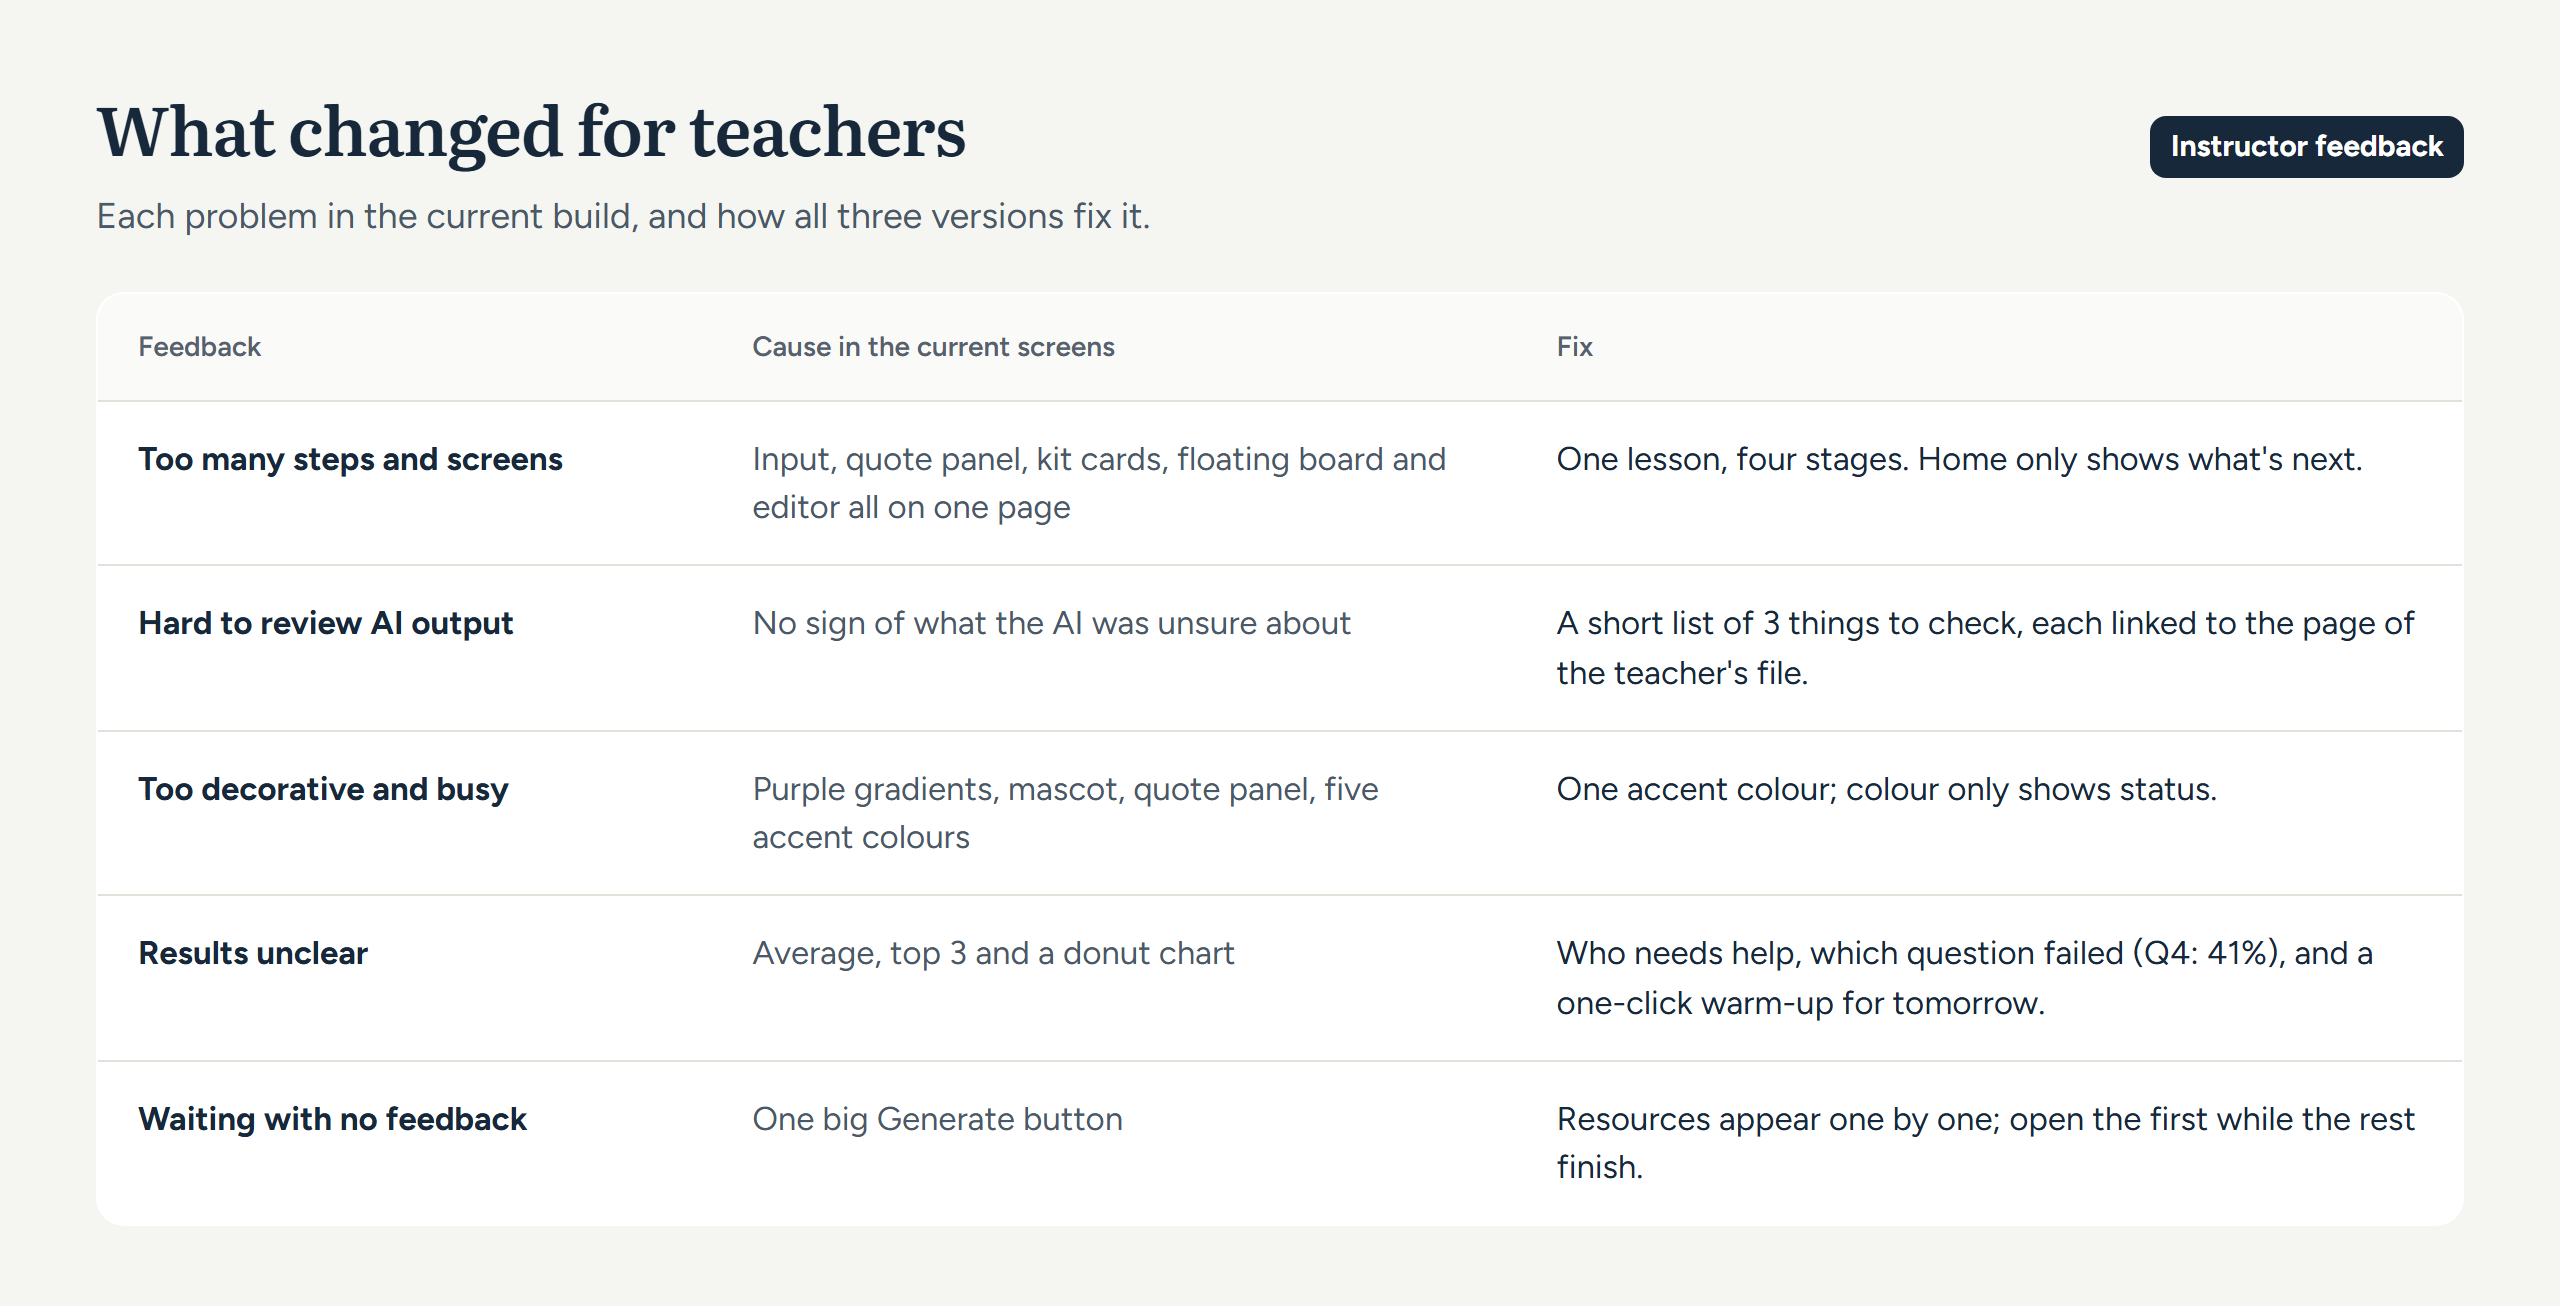 What changed for teachers
Instructor feedback
Each problem in the current build, and how all three versions fix it.
Feedback
Cause in the current screens
Fix
Too many steps and screens
Input, quote panel, kit cards, floating board and
editor all on one page
One lesson, four stages. Home only shows what's next.
Hard to review AI output
No sign of what the AI was unsure about
A short list of 3 things to check, each linked to the page of
the teacher's file.
Too decorative and busy
Purple gradients, mascot, quote panel, five
accent colours
One accent colour; colour only shows status.
Results unclear
Average, top 3 and a donut chart
Who needs help, which question failed (Q4: 41%), and a
one-click warm-up for tomorrow.
Waiting with no feedback
One big Generate button
Resources appear one by one; open the first while the rest
finish.